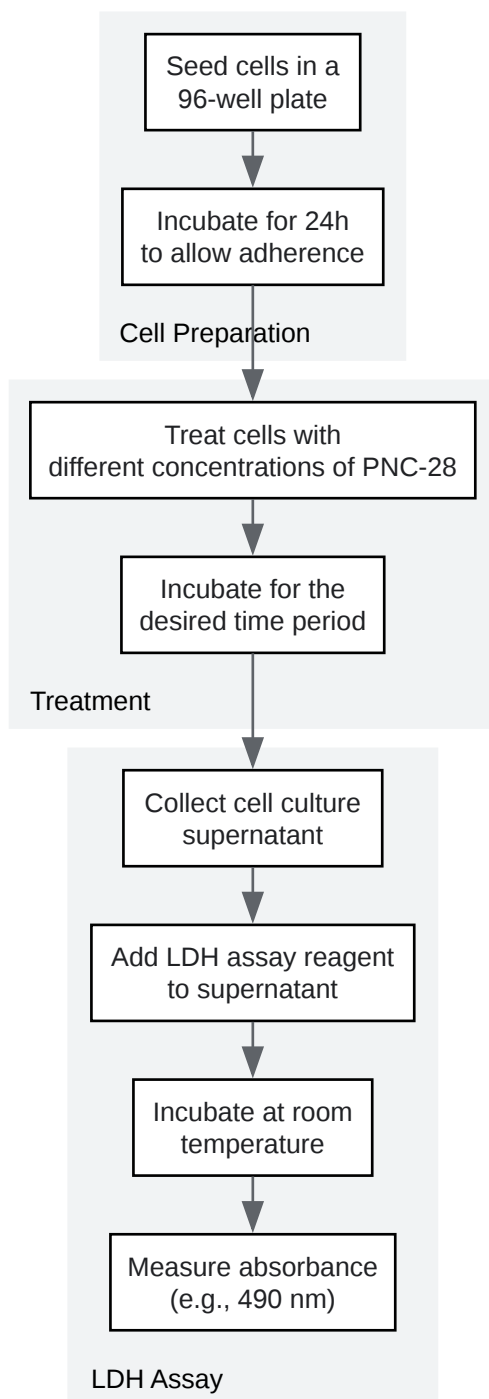 Seed cells in a
96-well plate
Incubate for 24h
to allow adherence
Cell Preparation
Treat cells with
different concentrations of PNC-28
Incubate for the
desired time period
Treatment
Collect cell culture
supernatant
Add LDH assay reagent
to supernatant
Incubate at room
temperature
Measure absorbance
(e.g., 490 nm)
LDH Assay